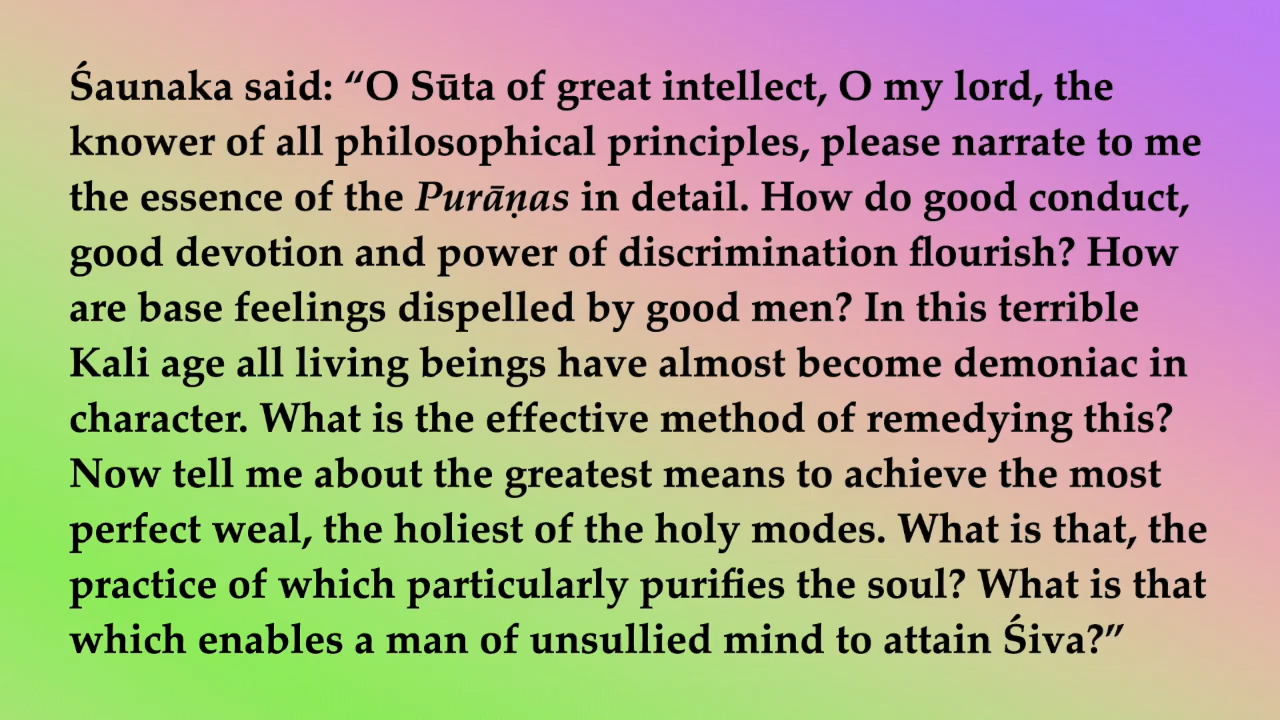 Śaunaka said: “O Sūta of great intellect, O my lord, the
knower of all philosophical principles, please narrate to me
the essence of the Purāṇas in detail. How do good conduct,
good devotion and power of discrimination flourish? How
are base feelings dispelled by good men? In this terrible
Kali age all living beings have almost become demoniac in
character. What is the effective method of remedying this?
Now tell me about the greatest means to achieve the most
perfect weal, the holiest of the holy modes. What is that, the
practice of which particularly purifies the soul? What is that
which enables a man of unsullied mind to attain Śiva?”